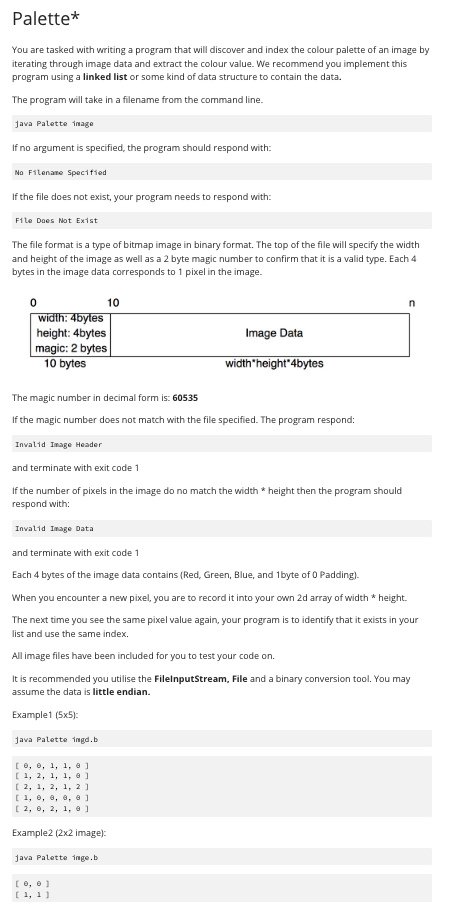 Palette*
You are tasked with writing a program that will discover and index the colour palette of an image by
iterating through image data and extract the colour value. We recommend you implement this
program using a linked list or some kind of data structure to contain the data.
The program will take in a filename from the command line.
java Palette image
If no argument is specified, the program should respond with:
No Filename Specified
If the file does not exist, your program needs to respond with:
File Does Not Exist
The file format is a type of bitmap image in binary format. The top of the file will specify the width
and height of the image as well as a 2 byte magic number to confirm that it is a valid type. Each 4
bytes in the image data corresponds to 1 pixel in the image.
0 10 n
width: 4bytes
height: 4bytes
magic: 2 bytes
Image Data
10 bytes
width*height*4bytes
The magic number in decimal form is: 60535
If the magic number does not match with the file specified. The program respond:
Invalid Image Header
and terminate with exit code 1
If the number of pixels in the image do no match the width * height then the program should
respond with:
Invalid Image Data
and terminate with exit code 1
Each 4 bytes of the image data contains (Red, Green, Blue, and 1byte of 0 Padding).
When you encounter a new pixel, you are to record it into your own 2d array of width * height.
The next time you see the same pixel value again, your program is to identify that it exists in your
list and use the same index.
All image files have been included for you to test your code on.
It is recommended you utilise the FileInputStream, File and a binary conversion tool. You may
assume the data is little endian.
Example1 (5x5):
java Palette imgd.b
[ 0, 0, 1, 1, 0 ]
[ 1, 2, 1, 1, 0 ]
[ 2, 1, 2, 1, 2 ]
[ 1, 0, 0, 0, 0 ]
[ 2, 0, 2, 1, 0 ]
Example2 (2x2 image):
java Palette imge.b
[ 0, 0 ]
[ 1, 1 ]